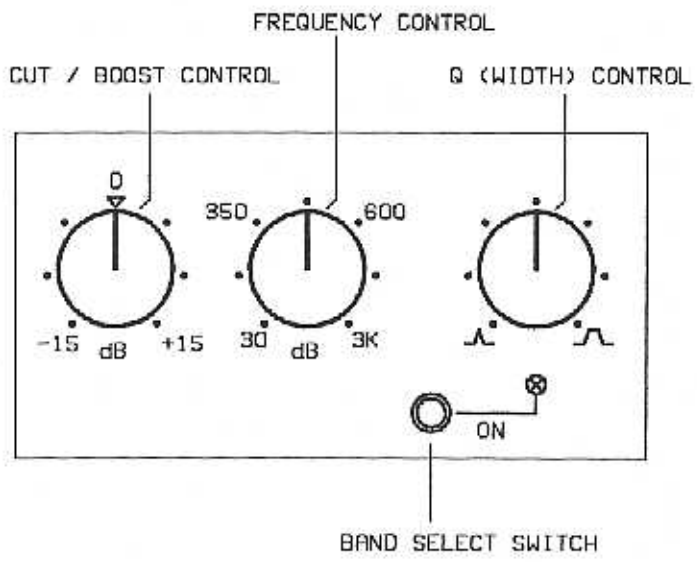 FREQUENCY CONTROL
CUT / BOOST CONTROL
Q (WIDTH) CONTROL
0
350
600
-15
dB
+15
30
dB
3K
ON
BAND SELECT SWITCH